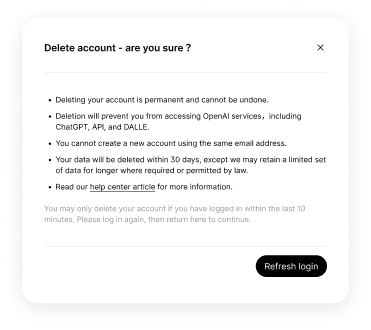 Delete account - are you sure ?
• Deleting your account is permanent and cannot be undone.
• Deletion will prevent you from accessing OpenAI services， including
ChatGPT, API, and DALLE.
• You cannot create a new account using the same email address.
• Your data will be deleted within 30 days, except we may retain a limited set
of data for longer where required or permitted by law.
• Read our help center article for more information.
You may only delete your account if you have logged in within the last 10
minutes. Please log in again, then return here to continue.
Refresh login